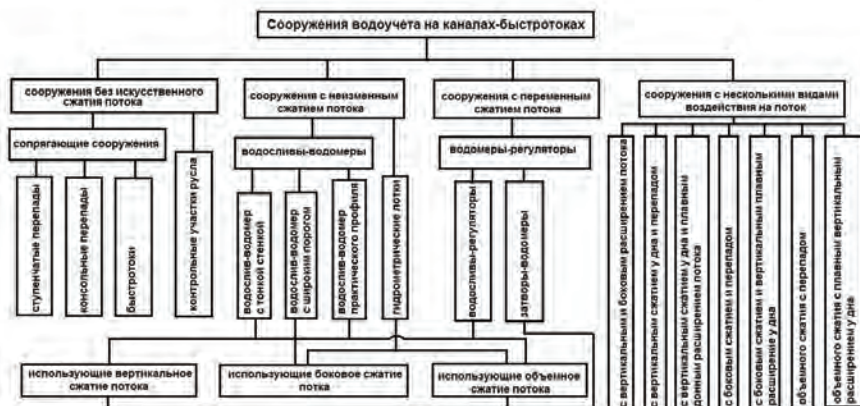 Сооружения водоучета на каналах-быстротоках
сооружения без искусственного
сжатия потока
сооружения с неизменным
сжатием потока
сооружения с переменным
сжатием потока
сооружения с несколькими видами
воздействия на поток
сопрягающие сооружения
водосливы-водомеры
водомеры-регуляторы
ступенчатые перепады
консольные перепады
быстротоки
контрольные участки русла
водослив-водомер
с тонкой стенкой
водослив-водомер
с широким порогом
водослив-водомер
практического профиля
гидрометрические лотки
водосливы-регуляторы
затворы-водомеры
с вертикальным и боковым расширением потока
с вертикальным сжатием у дна и перепадом
с вертикальным сжатием у дна и плавным
донным расширением потока
с боковым сжатием и перепадом
с боковым сжатием и вертикальным плавным
расширение у дна
объемного сжатия с перепадом
объемного сжатия с плавным вертикальным
расширением у дна
использующие вертикальное
сжатие потока
использующие боковое сжатие
потка
использующие объемное
сжатие потока